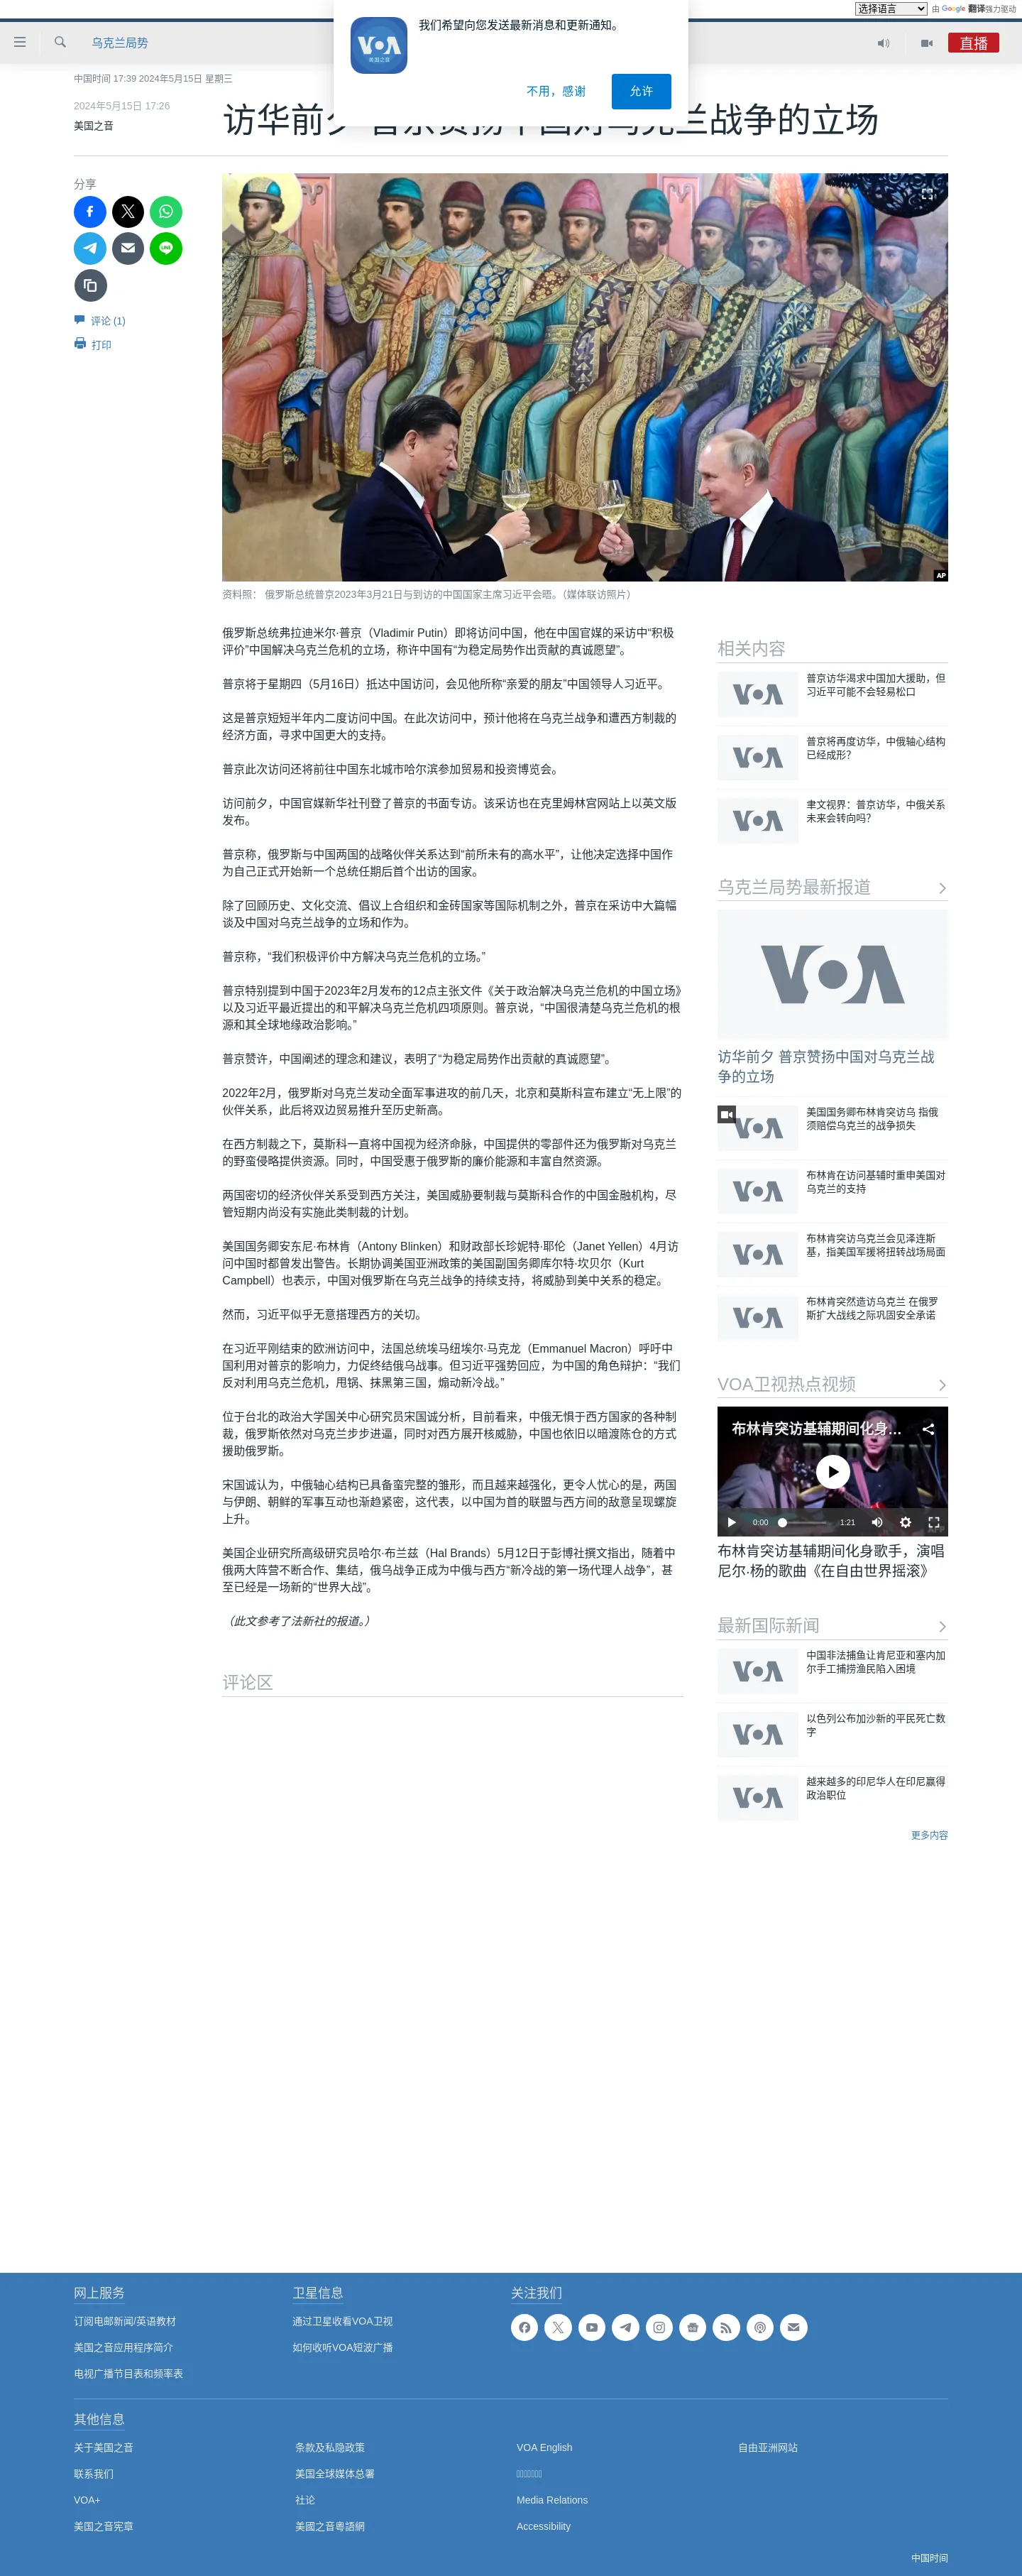 选择语言
由 Google 翻译强力驱动
我们希望向您发送最新消息和更新通知。
VOA
美国之音
不用，感谢
允许
乌克兰局势
直播
中国时间 17:39 2024年5月15日 星期三
2024年5月15日 17:26
美国之音
访华前夕 普京赞扬中国对乌克兰战争的立场
分享
LINE
评论 (1)
打印
AP
资料照： 俄罗斯总统普京2023年3月21日与到访的中国国家主席习近平会晤。（媒体联访照片）
俄罗斯总统弗拉迪米尔·普京（Vladimir Putin）即将访问中国，他在中国官媒的采访中“积极
评价”中国解决乌克兰危机的立场，称许中国有“为稳定局势作出贡献的真诚愿望”。
普京将于星期四（5月16日）抵达中国访问，会见他所称“亲爱的朋友”中国领导人习近平。
这是普京短短半年内二度访问中国。在此次访问中，预计他将在乌克兰战争和遭西方制裁的
经济方面，寻求中国更大的支持。
普京此次访问还将前往中国东北城市哈尔滨参加贸易和投资博览会。
访问前夕，中国官媒新华社刊登了普京的书面专访。该采访也在克里姆林宫网站上以英文版
发布。
普京称，俄罗斯与中国两国的战略伙伴关系达到“前所未有的高水平”，让他决定选择中国作
为自己正式开始新一个总统任期后首个出访的国家。
除了回顾历史、文化交流、倡议上合组织和金砖国家等国际机制之外，普京在采访中大篇幅
谈及中国对乌克兰战争的立场和作为。
普京称，“我们积极评价中方解决乌克兰危机的立场。”
普京特别提到中国于2023年2月发布的12点主张文件《关于政治解决乌克兰危机的中国立场》
以及习近平最近提出的和平解决乌克兰危机四项原则。普京说，“中国很清楚乌克兰危机的根
源和其全球地缘政治影响。”
普京赞许，中国阐述的理念和建议，表明了“为稳定局势作出贡献的真诚愿望”。
2022年2月，俄罗斯对乌克兰发动全面军事进攻的前几天，北京和莫斯科宣布建立“无上限”的
伙伴关系，此后将双边贸易推升至历史新高。
在西方制裁之下，莫斯科一直将中国视为经济命脉，中国提供的零部件还为俄罗斯对乌克兰
的野蛮侵略提供资源。同时，中国受惠于俄罗斯的廉价能源和丰富自然资源。
两国密切的经济伙伴关系受到西方关注，美国威胁要制裁与莫斯科合作的中国金融机构，尽
管短期内尚没有实施此类制裁的计划。
美国国务卿安东尼·布林肯（Antony Blinken）和财政部长珍妮特·耶伦（Janet Yellen）4月访
问中国时都曾发出警告。长期协调美国亚洲政策的美国副国务卿库尔特·坎贝尔（Kurt
Campbell）也表示，中国对俄罗斯在乌克兰战争的持续支持，将威胁到美中关系的稳定。
然而，习近平似乎无意搭理西方的关切。
在习近平刚结束的欧洲访问中，法国总统埃马纽埃尔·马克龙（Emmanuel Macron）呼吁中
国利用对普京的影响力，力促终结俄乌战事。但习近平强势回应，为中国的角色辩护：“我们
反对利用乌克兰危机，甩锅、抹黑第三国，煽动新冷战。”
位于台北的政治大学国关中心研究员宋国诚分析，目前看来，中俄无惧于西方国家的各种制
裁，俄罗斯依然对乌克兰步步进逼，同时对西方展开核威胁，中国也依旧以暗渡陈仓的方式
援助俄罗斯。
宋国诚认为，中俄轴心结构已具备蛮完整的雏形，而且越来越强化，更令人忧心的是，两国
与伊朗、朝鲜的军事互动也渐趋紧密，这代表，以中国为首的联盟与西方间的敌意呈现螺旋
上升。
美国企业研究所高级研究员哈尔·布兰兹（Hal Brands）5月12日于彭博社撰文指出，随着中
俄两大阵营不断合作、集结，俄乌战争正成为中俄与西方“新冷战的第一场代理人战争”，甚
至已经是一场新的“世界大战”。
（此文参考了法新社的报道。）
评论区
相关内容
VOA
普京访华渴求中国加大援助，但
习近平可能不会轻易松口
VOA
普京将再度访华，中俄轴心结构
已经成形？
VOA
聿文视界：普京访华，中俄关系
未来会转向吗？
乌克兰局势最新报道
VOA
访华前夕 普京赞扬中国对乌克兰战
争的立场
VOA
美国国务卿布林肯突访乌 指俄
须赔偿乌克兰的战争损失
VOA
布林肯在访问基辅时重申美国对
乌克兰的支持
VOA
布林肯突访乌克兰会见泽连斯
基，指美国军援将扭转战场局面
VOA
布林肯突然造访乌克兰 在俄罗
斯扩大战线之际巩固安全承诺
VOA卫视热点视频
布林肯突访基辅期间化身...
0:00
1:21
布林肯突访基辅期间化身歌手，演唱
尼尔·杨的歌曲《在自由世界摇滚》
最新国际新闻
VOA
中国非法捕鱼让肯尼亚和塞内加
尔手工捕捞渔民陷入困境
VOA
以色列公布加沙新的平民死亡数
字
VOA
越来越多的印尼华人在印尼赢得
政治职位
更多内容
网上服务
订阅电邮新闻/英语教材
美国之音应用程序简介
电视广播节目表和频率表
卫星信息
通过卫星收看VOA卫视
如何收听VOA短波广播
关注我们
其他信息
关于美国之音
联系我们
VOA+
美国之音宪章
条款及私隐政策
美国全球媒体总署
社论
美國之音粵語網
VOA English
Media Relations
Accessibility
自由亚洲网站
中国时间